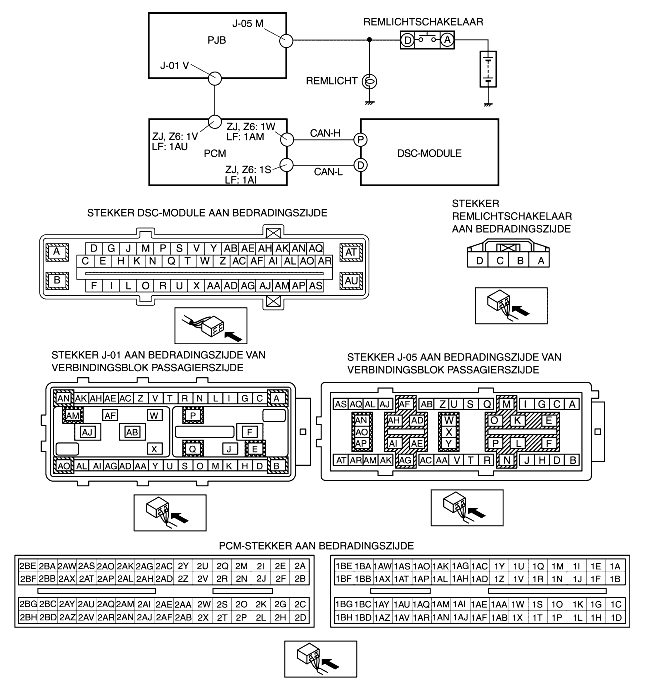 J-05 M
REMLICHTSCHAKELAAR
PJB
D A
J-01 V
REMLICHT
ZJ, Z6: 1V
LF: 1AU
ZJ, Z6: 1W
LF: 1AM
CAN-H
P
PCM
DSC-MODULE
ZJ, Z6: 1S
LF: 1AI
CAN-L
D
STEKKER DSC-MODULE AAN BEDRADINGSZIJDE
STEKKER
REMLICHTSCHAKELAAR
AAN BEDRADINGSZIJDE
A D G J M P S V Y AB AE AH AK AN AQ AT
C E H K N Q T W Z AC AF AI AL AO AR
B F I L O R U X AA AD AG AJ AM AP AS AU
D C B A
STEKKER J-01 AAN BEDRADINGSZIJDE VAN
VERBINDINGSBLOK PASSAGIERSZIJDE
AN AK AH AE AC Z V T R N L I G C A
AM AF W P
AJ AB F
X Q J E
AO AL AI AG AD AA Y U S O M K H D B
STEKKER J-05 AAN BEDRADINGSZIJDE VAN
VERBINDINGSBLOK PASSAGIERSZIJDE
AS AQ AL AJ AF AB Z U S Q M I G C A
AN AH AD W O K E
AO X
AP AI AE Y P L F
AT AR AM AK AG AC AA V T R N J H D B
PCM-STEKKER AAN BEDRADINGSZIJDE
2BE 2BA 2AW 2AS 2AO 2AK 2AG 2AC 2Y 2U 2Q 2M 2I 2E 2A
2BF 2BB 2AX 2AT 2AP 2AL 2AH 2AD 2Z 2V 2R 2N 2J 2F 2B
2BG 2BC 2AY 2AU 2AQ 2AM 2AI 2AE 2AA 2W 2S 2O 2K 2G 2C
2BH 2BD 2AZ 2AV 2AR 2AN 2AJ 2AF 2AB 2X 2T 2P 2L 2H 2D
1BE 1BA 1AW 1AS 1AO 1AK 1AG 1AC 1Y 1U 1Q 1M 1I 1E 1A
1BF 1BB 1AX 1AT 1AP 1AL 1AH 1AD 1Z 1V 1R 1N 1J 1F 1B
1BG 1BC 1AY 1AU 1AQ 1AM 1AI 1AE 1AA 1W 1S 1O 1K 1G 1C
1BH 1BD 1AZ 1AV 1AR 1AN 1AJ 1AF 1AB 1X 1T 1P 1L 1H 1D